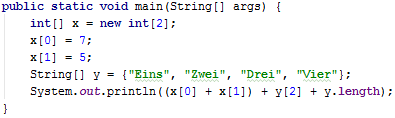 public static void main(String[] args) {
    int[] x = new int[2];
    x[0] = 7;
    x[1] = 5;
    String[] y = {"Eins", "Zwei", "Drei", "Vier"};
    System.out.println((x[0] + x[1]) + y[2] + y.length);
}